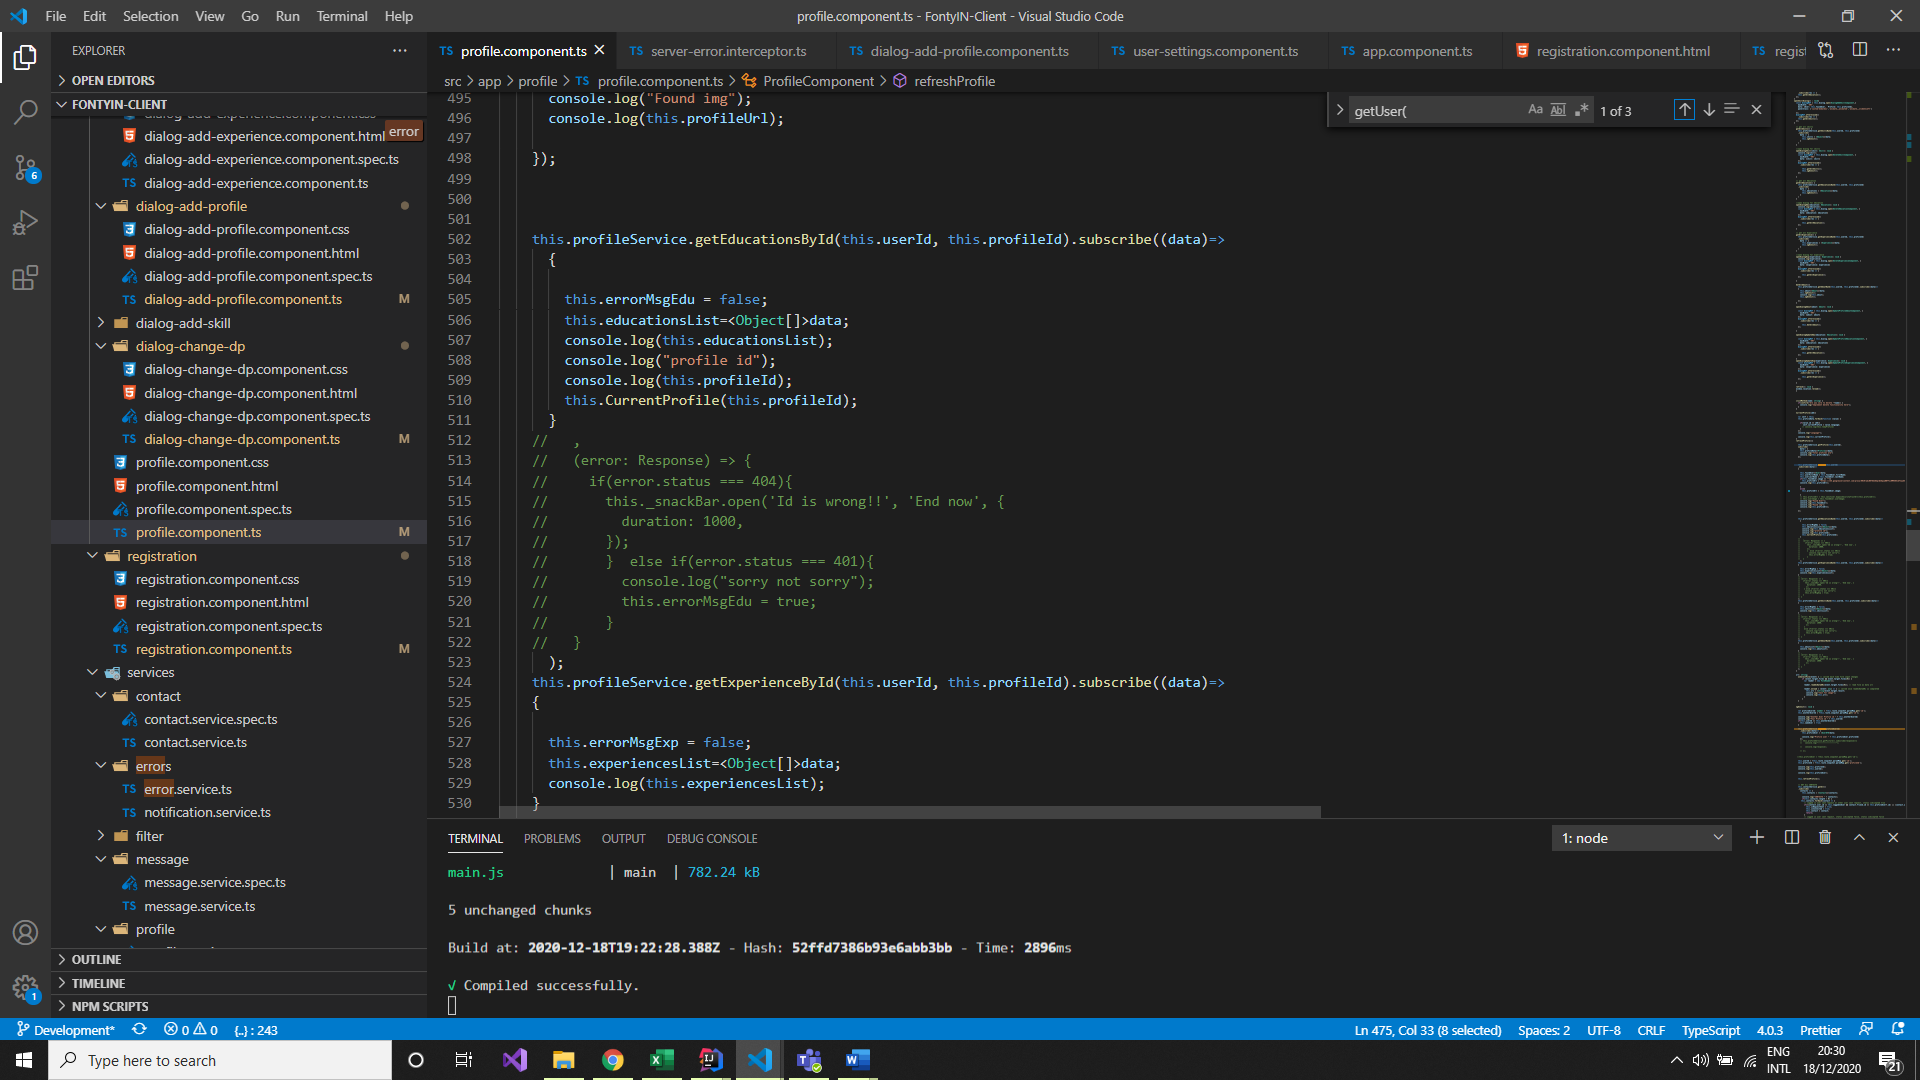 File Edit Selection View Go Run Terminal Help
profile.component.ts - FontyIN-Client - Visual Studio Code
EXPLORER
OPEN EDITORS
FONTYIN-CLIENT
dialog-add-experience.component.css
dialog-add-experience.component.html
error
dialog-add-experience.component.spec.ts
TS dialog-add-experience.component.ts
dialog-add-profile
dialog-add-profile.component.css
dialog-add-profile.component.html
dialog-add-profile.component.spec.ts
TS dialog-add-profile.component.ts M
dialog-add-skill
dialog-change-dp
dialog-change-dp.component.css
dialog-change-dp.component.html
dialog-change-dp.component.spec.ts
TS dialog-change-dp.component.ts M
profile.component.css
profile.component.html
profile.component.spec.ts
TS profile.component.ts M
registration
registration.component.css
registration.component.html
registration.component.spec.ts
TS registration.component.ts M
services
contact
contact.service.spec.ts
TS contact.service.ts
errors
TS error.service.ts
TS notification.service.ts
filter
message
message.service.spec.ts
TS message.service.ts
profile
OUTLINE
TIMELINE
NPM SCRIPTS
6
1
TS profile.component.ts TS server-error.interceptor.ts TS dialog-add-profile.component.ts TS user-settings.component.ts TS app.component.ts registration.component.html TS regist
src > app > profile > TS profile.component.ts > ProfileComponent > refreshProfile
getUser( Aa Abl .* 1 of 3
495 console.log("Found img");
496 console.log(this.profileUrl);
497
498 });
499
500
501
502 this.profileService.getEducationsById(this.userId, this.profileId).subscribe((data)=>
503 {
504
505 this.errorMsgEdu = false;
506 this.educationsList=<Object[]>data;
507 console.log(this.educationsList);
508 console.log("profile id");
509 console.log(this.profileId);
510 this.CurrentProfile(this.profileId);
511 }
512 // ,
513 // (error: Response) => {
514 // if(error.status === 404){
515 // this._snackBar.open('Id is wrong!!', 'End now', {
516 // duration: 1000,
517 // });
518 // } else if(error.status === 401){
519 // console.log("sorry not sorry");
520 // this.errorMsgEdu = true;
521 // }
522 // }
523 );
524 this.profileService.getExperienceById(this.userId, this.profileId).subscribe((data)=>
525 {
526
527 this.errorMsgExp = false;
528 this.experiencesList=<Object[]>data;
529 console.log(this.experiencesList);
530 }
TERMINAL PROBLEMS OUTPUT DEBUG CONSOLE 1: node
main.js | main | 782.24 kB
5 unchanged chunks
Build at: 2020-12-18T19:22:28.388Z - Hash: 52ffd7386b93e6abb3bb - Time: 2896ms
√ Compiled successfully.
Development* 0 0 {..} : 243 Ln 475, Col 33 (8 selected) Spaces: 2 UTF-8 CRLF TypeScript 4.0.3 Prettier
Type here to search
ENG
INTL
20:30
18/12/2020
21